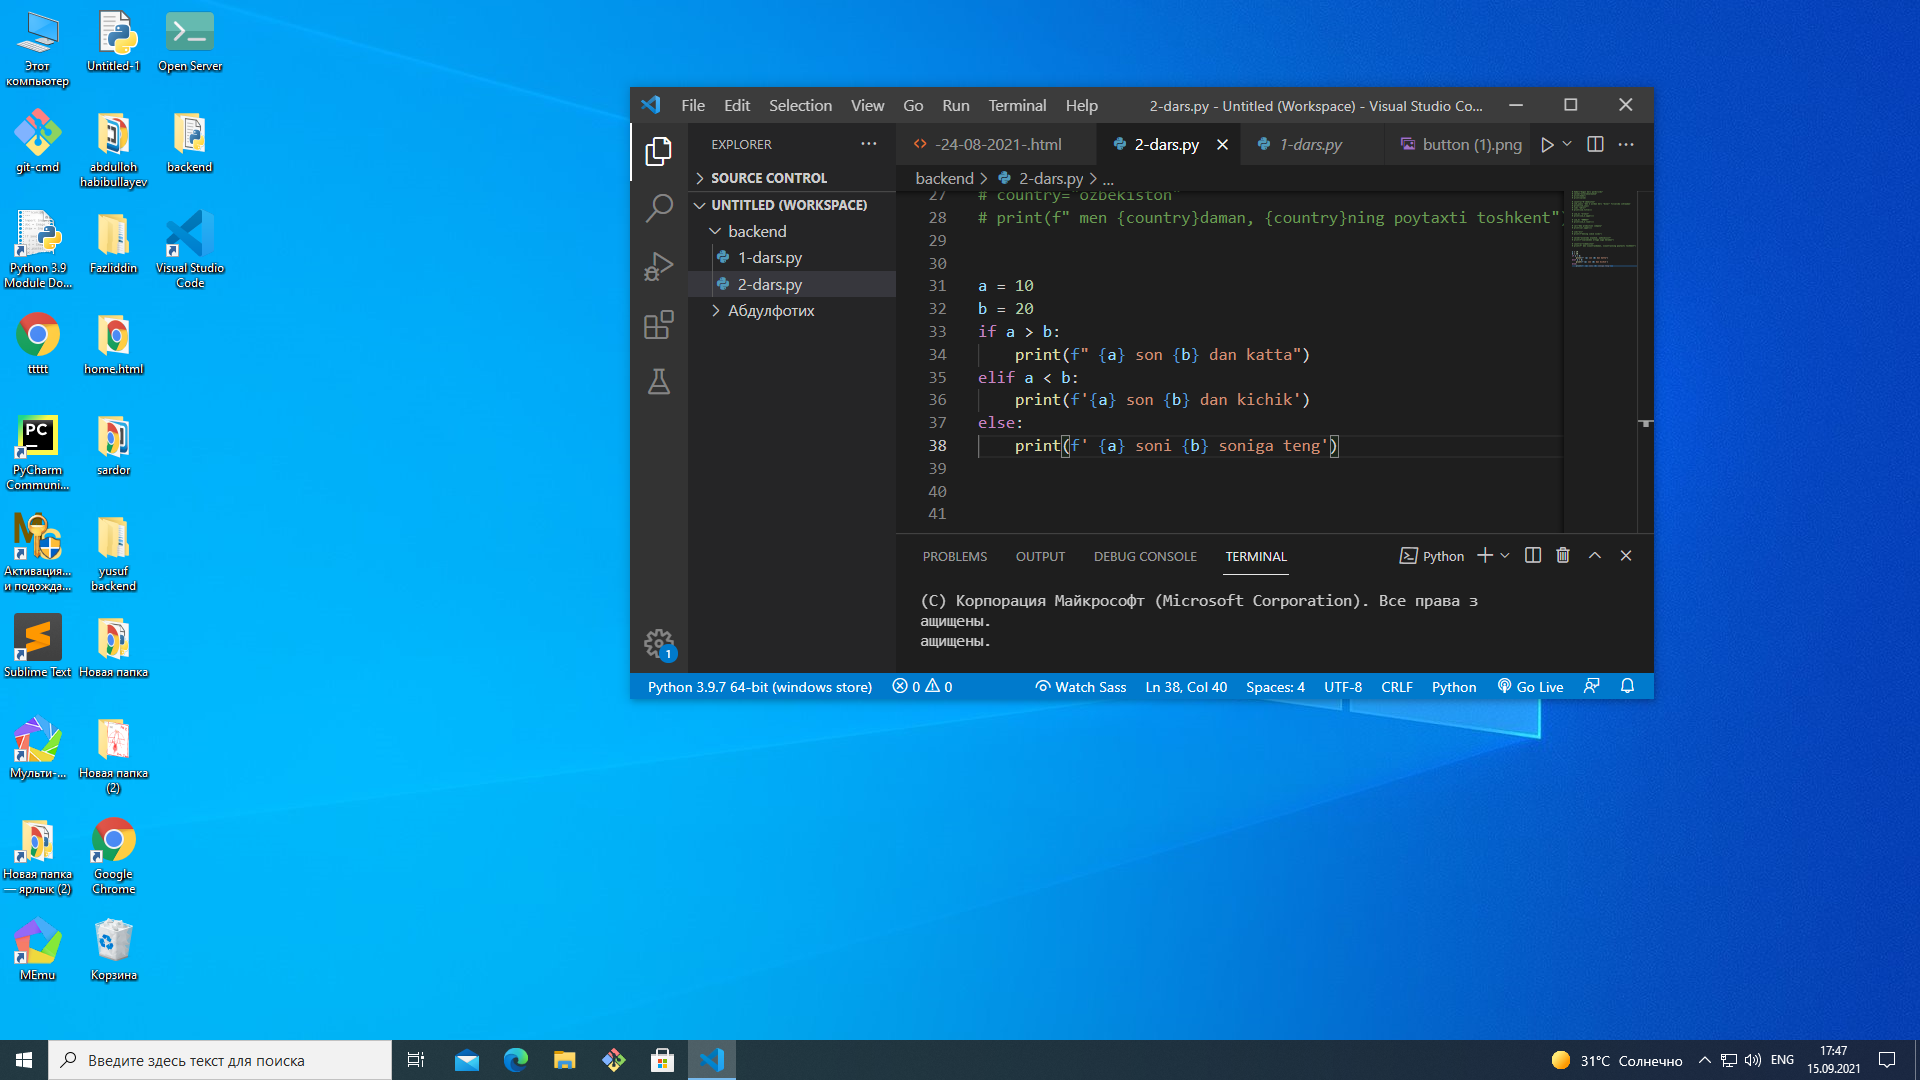 Этот
компьютер
Untitled-1
Open Server
git-cmd
abdulloh
habibullayev
backend
Python 3.9
Module Do...
Fazliddin
Visual Studio
Code
ttttt
home.html
PyCharm
Communi...
sardor
Активация...
и подожда...
yusuf
backend
Sublime Text
Новая папка
Мульти-...
Новая папка
(2)
Новая папка
— ярлык (2)
Google
Chrome
MEmu
Корзина
File Edit Selection View Go Run Terminal Help 2-dars.py - Untitled (Workspace) - Visual Studio Co...
EXPLORER
SOURCE CONTROL
UNTITLED (WORKSPACE)
backend
1-dars.py
2-dars.py
Абдулфотих
-24-08-2021-.html 2-dars.py 1-dars.py button (1).png
backend > 2-dars.py > ...
27 # country="ozbekiston"
28 # print(f" men {country}daman, {country}ning poytaxti toshkent")
29
30
31 a = 10
32 b = 20
33 if a > b:
34 print(f" {a} son {b} dan katta")
35 elif a < b:
36 print(f'{a} son {b} dan kichik')
37 else:
38 print(f' {a} soni {b} soniga teng')
39
40
41
PROBLEMS OUTPUT DEBUG CONSOLE TERMINAL Python
(C) Корпорация Майкрософт (Microsoft Corporation). Все права з
ащищены.
ащищены.
1
Python 3.9.7 64-bit (windows store) 0 0 Watch Sass Ln 38, Col 40 Spaces: 4 UTF-8 CRLF Python Go Live
Введите здесь текст для поиска
31°C Солнечно ENG
17:47
15.09.2021